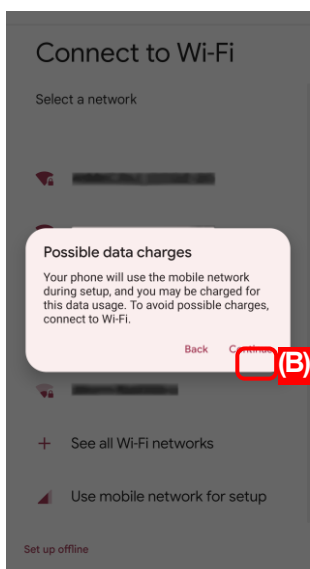 Connect to Wi-Fi
Select a network
Possible data charges
Your phone will use the mobile network
during setup, and you may be charged for
this data usage. To avoid possible charges,
connect to Wi-Fi.
Back Continue
(B)
+ See all Wi-Fi networks
Use mobile network for setup
Set up offline